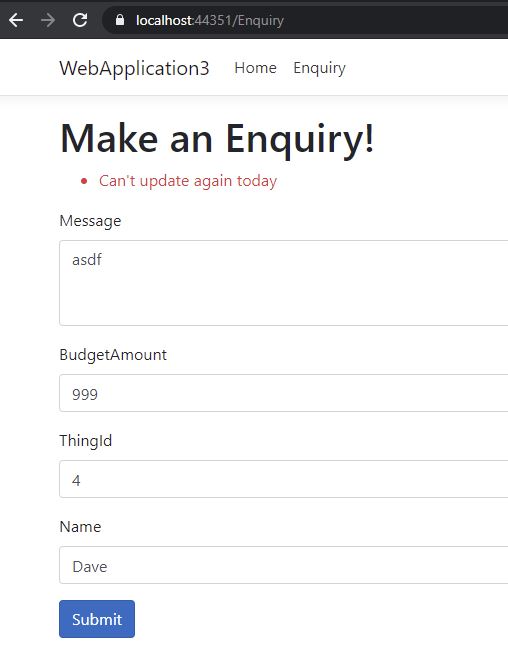 localhost:44351/Enquiry
WebApplication3 Home Enquiry
Make an Enquiry!
Can't update again today
Message
asdf
BudgetAmount
999
ThingId
4
Name
Dave
Submit